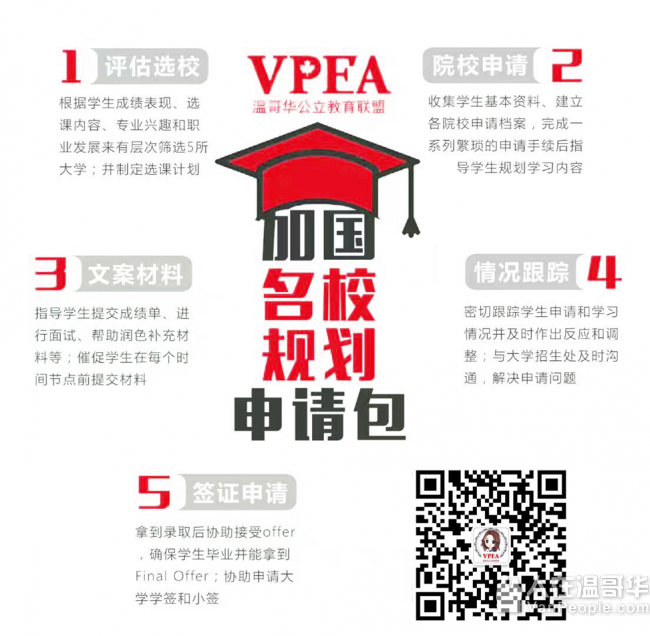 1 评估选校
根据学生成绩表现、选
课内容、专业兴趣和职
业发展来有层次筛选5所
大学；并制定选课计划
VPEA
温哥华公立教育联盟
院校申请 2
收集学生基本资料、建立
各院校申请档案，完成一
系列繁琐的申请手续后指
导学生规划学习内容
加国
名校
规划
申请包
3 文案材料
指导学生提交成绩单、进
行面试、帮助润色补充材
料等；催促学生在每个时
间节点前提交材料
情况跟踪 4
密切跟踪学生申请和学习
情况并及时作出反应和调
整；与大学招生处及时沟
通，解决申请问题
5 签证申请
拿到录取后协助接受offer
，确保学生毕业并能拿到
Final Offer；协助申请大
学学签和小签
VPEA
人在温哥华
VanPeople.com